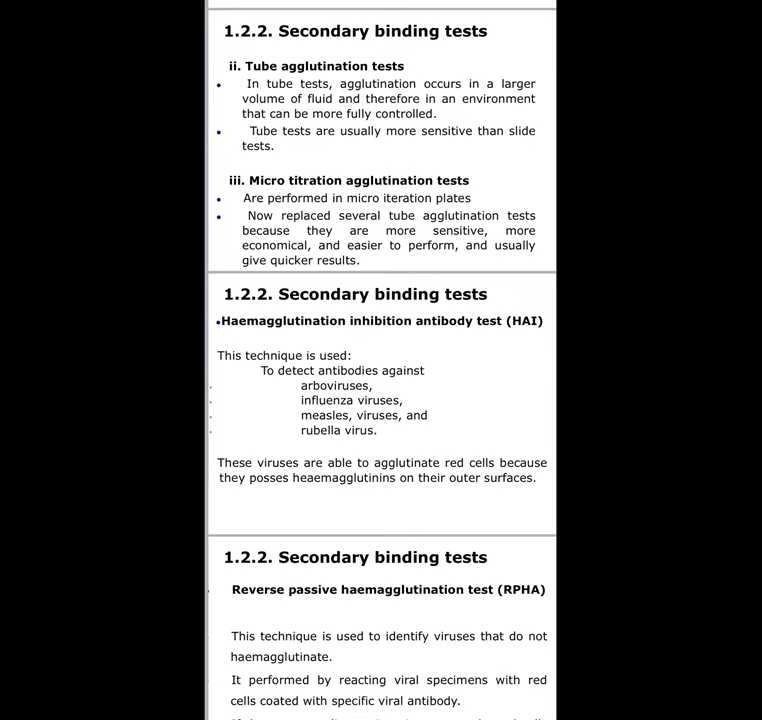 1.2.2. Secondary binding tests
ii. Tube agglutination tests
• In tube tests, agglutination occurs in a larger
volume of fluid and therefore in an environment
that can be more fully controlled.
• Tube tests are usually more sensitive than slide
tests.
iii. Micro titration agglutination tests
• Are performed in micro iteration plates
• Now replaced several tube agglutination tests
because they are more sensitive, more
economical, and easier to perform, and usually
give quicker results.
1.2.2. Secondary binding tests
•Haemagglutination inhibition antibody test (HAI)
This technique is used:
To detect antibodies against
arboviruses,
influenza viruses,
measles, viruses, and
rubella virus.
These viruses are able to agglutinate red cells because
they posses heaemagglutinins on their outer surfaces.
1.2.2. Secondary binding tests
Reverse passive haemagglutination test (RPHA)
This technique is used to identify viruses that do not
haemagglutinate.
It performed by reacting viral specimens with red
cells coated with specific viral antibody.